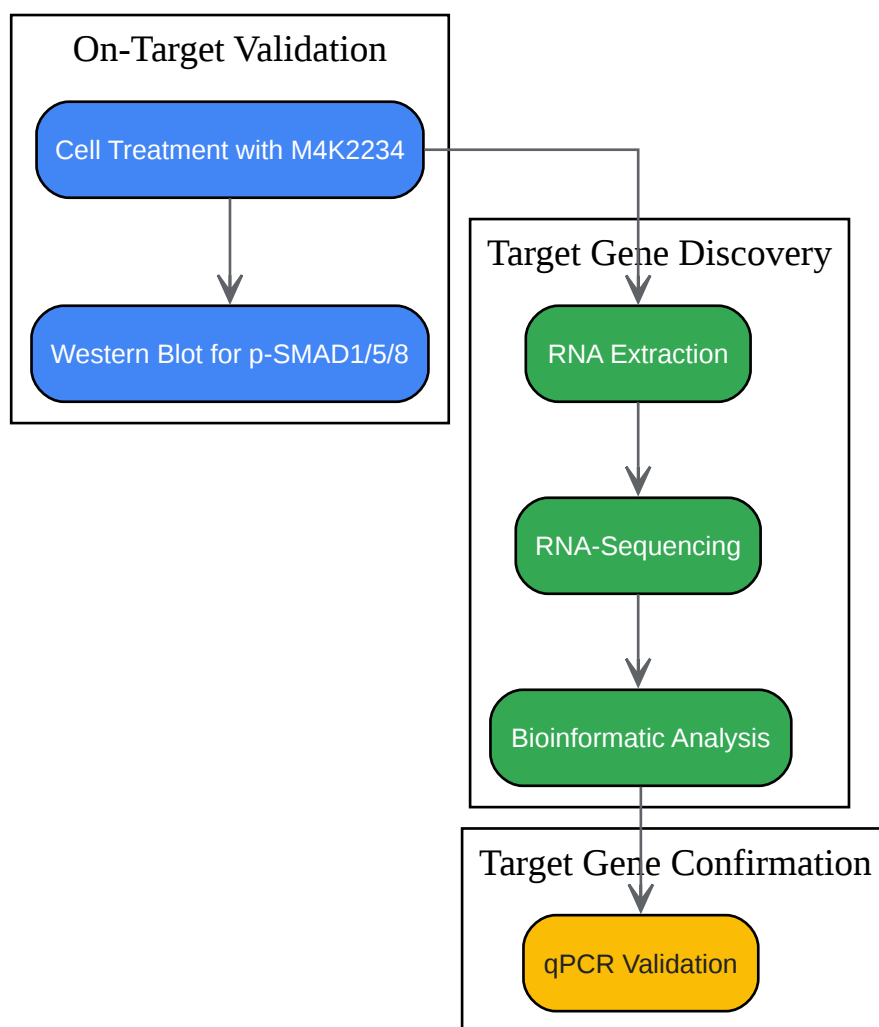 On-Target Validation
Cell Treatment with M4K2234
Western Blot for p-SMAD1/5/8
Target Gene Discovery
RNA Extraction
RNA-Sequencing
Bioinformatic Analysis
Target Gene Confirmation
qPCR Validation